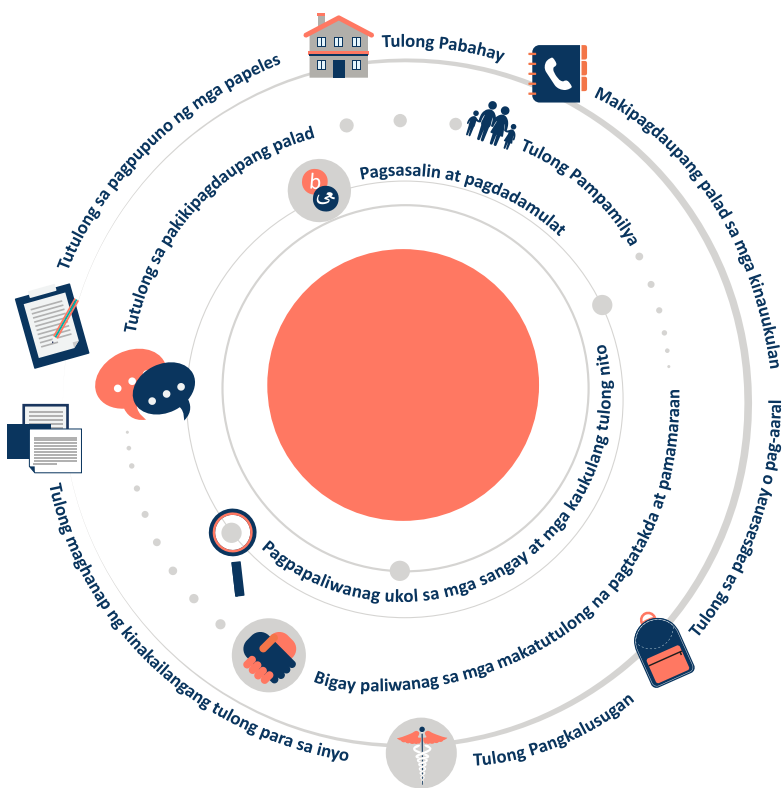 Tulong Pabahay
Makipagdaupang palad sa mga kinauukulan
Tulong sa pagsasanay o pag-aaral
Tulong Pangkalusugan
Tulong maghanap ng kinakailangang tulong para sa inyo
Tutulong sa pagpupuno ng mga papeles
Tutulong sa pakikipagdaupang palad
Tulong Pampamilya
Bigay paliwanag sa mga makatutulong na pagtatakda at pamamaraan
b
Pagsasalin at pagdadamulat
Pagpapaliwanag ukol sa mga sangay at mga kaukulang tulong nito